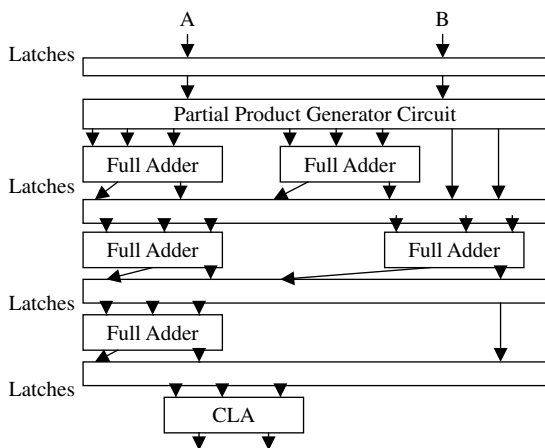 A B
Latches
Partial Product Generator Circuit
Full Adder Full Adder
Latches
Full Adder Full Adder
Latches
Full Adder
Latches
CLA